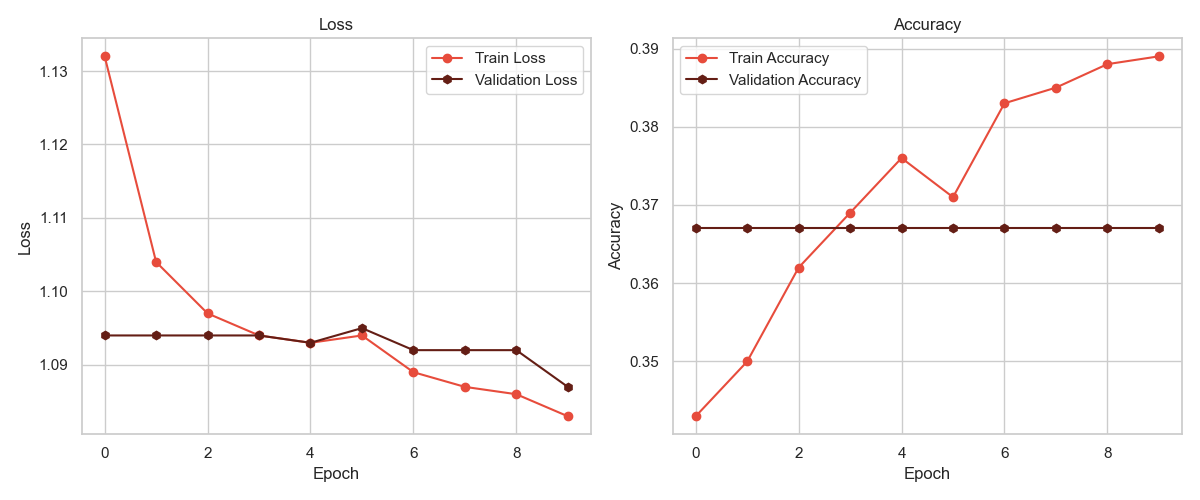 Loss
Train Loss
Validation Loss
1.13
1.12
1.11
1.10
1.09
Loss
0
2
4
6
8
Epoch
Accuracy
Train Accuracy
Validation Accuracy
0.39
0.38
0.37
0.36
0.35
Accuracy
0
2
4
6
8
Epoch